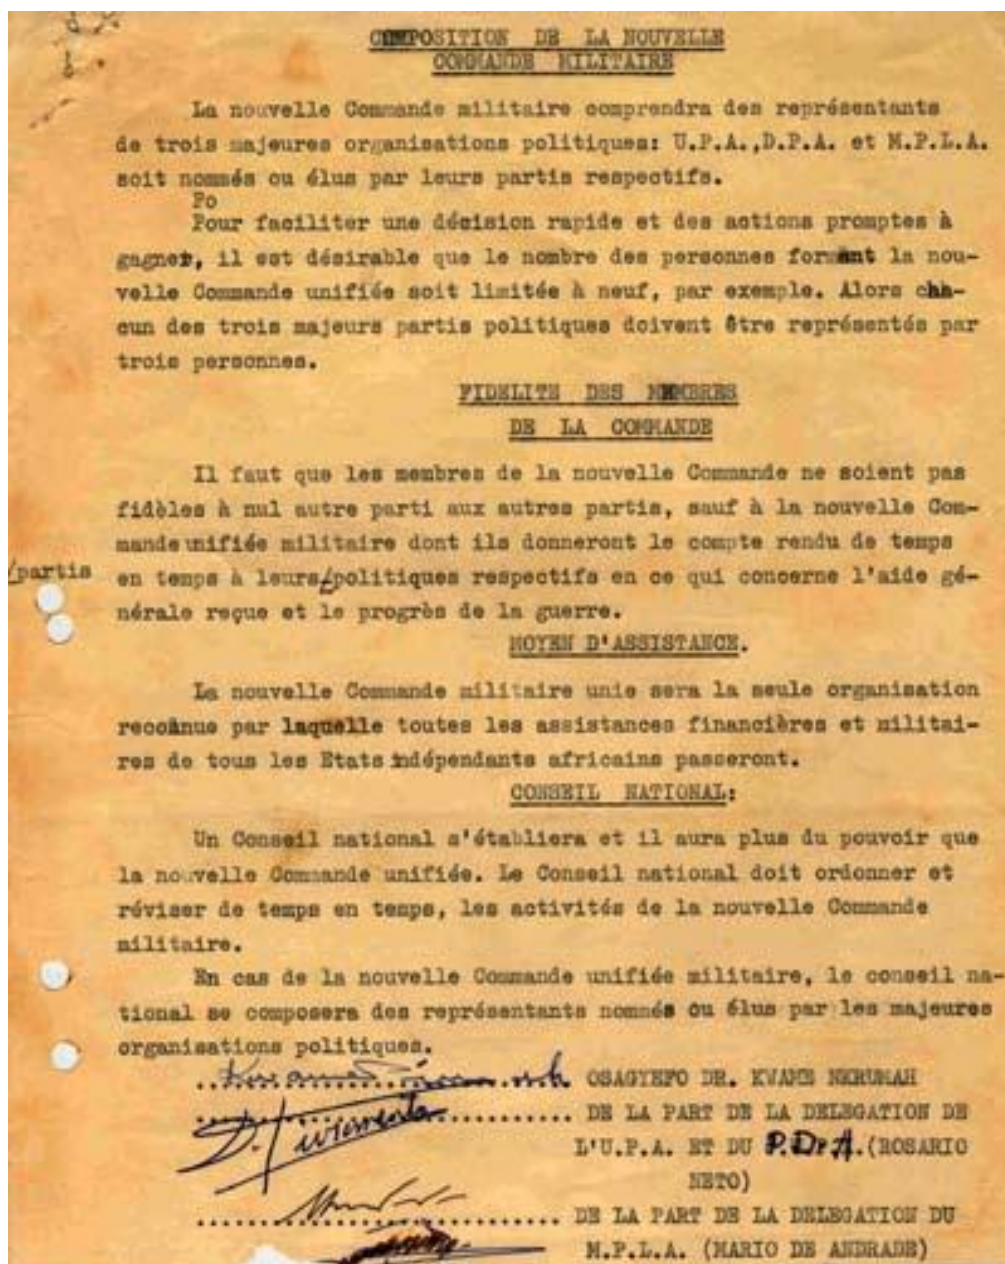 COMPOSITION DE LA NOUVELLE
COMMANDE MILITAIRE
La nouvelle Commande militaire comprendra des représentants
de trois majeures organisations politiques: U.P.A.,D.P.A. et M.P.L.A.
soit nommés ou élus par leurs partis respectifs.
Fo
Pour faciliter une décision rapide et des actions promptes à
gagner, il est désirable que le nombre des personnes formant la nou-
velle Commande unifiée soit limitée à neuf, par exemple. Alors cha-
cun des trois majeurs partis politiques doivent être représentés par
trois personnes.
FIDELITE DES MEMBRES
DE LA COMMANDE
Il faut que les membres de la nouvelle Commande ne soient pas
fidèles à nul autre parti aux autres partis, sauf à la nouvelle Com-
mande unifiée militaire dont ils donneront le compte rendu de temps
/partis
en temps à leurs/politiques respectifs en ce qui concerne l'aide gé-
nérale reçue et le progrès de la guerre.
MOYEN D'ASSISTANCE.
La nouvelle Commande militaire unie sera la seule organisation
reconnue par laquelle toutes les assistances financières et militai-
res de tous les Etats indépendants africains passeront.
CONSEIL NATIONAL:
Un Conseil national s'établiera et il aura plus du pouvoir que
la nouvelle Commande unifiée. Le Conseil national doit ordonner et
réviser de temps en temps, les activités de la nouvelle Commande
militaire.
En cas de la nouvelle Commande unifiée militaire, le conseil na-
tional se composera des représentants nommés ou élus par les majeures
organisations politiques.
OSAGYEFO DR. KWAME NKRUMAH
DE LA PART DE LA DELEGATION DE
L'U.P.A. ET DU P.D.A.(ROSARIO
NETO)
DE LA PART DE LA DELEGATION DU
M.P.L.A. (MARIO DE ANDRADE)